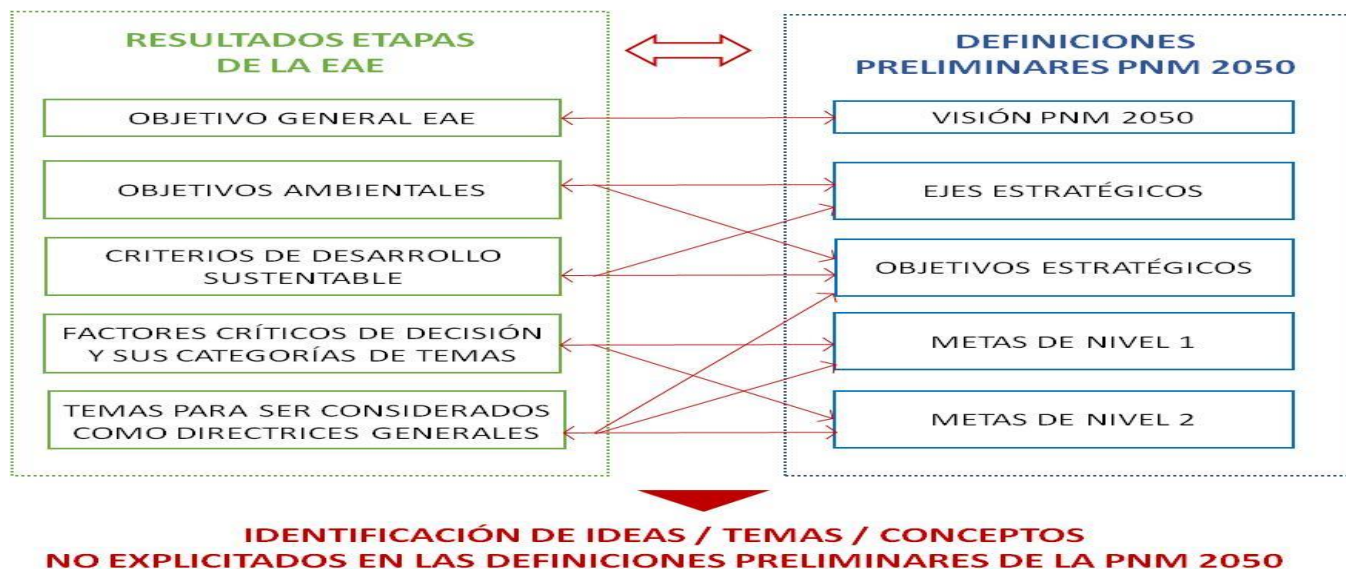 RESULTADOS ETAPAS
DE LA EAE
OBJETIVO GENERAL EAE
OBJETIVOS AMBIENTALES
CRITERIOS DE DESARROLLO
SUSTENTABLE
FACTORES CRÍTICOS DE DECISIÓN
Y SUS CATEGORÍAS DE TEMAS
TEMAS PARA SER CONSIDERADOS
COMO DIRECTRICES GENERALES
DEFINICIONES
PRELIMINARES PNM 2050
VISIÓN PNM 2050
EJES ESTRATÉGICOS
OBJETIVOS ESTRATÉGICOS
METAS DE NIVEL 1
METAS DE NIVEL 2
IDENTIFICACIÓN DE IDEAS / TEMAS / CONCEPTOS
NO EXPLICITADOS EN LAS DEFINICIONES PRELIMINARES DE LA PNM 2050